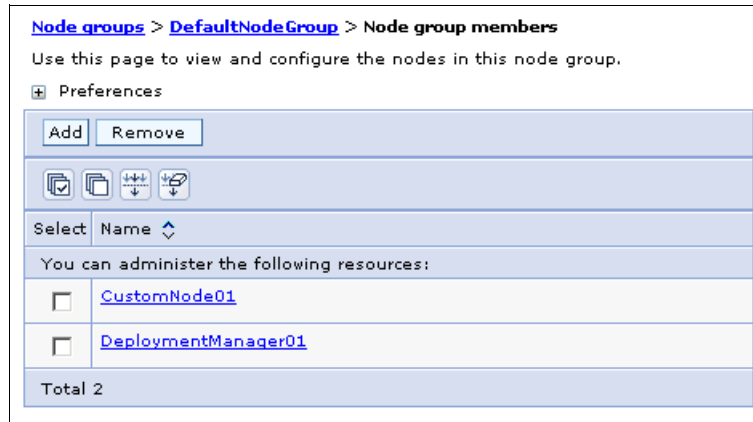 Node groups > DefaultNodeGroup > Node group members
Use this page to view and configure the nodes in this node group.
Preferences
Add Remove
Select Name
You can administer the following resources:
CustomNode01
DeploymentManager01
Total 2